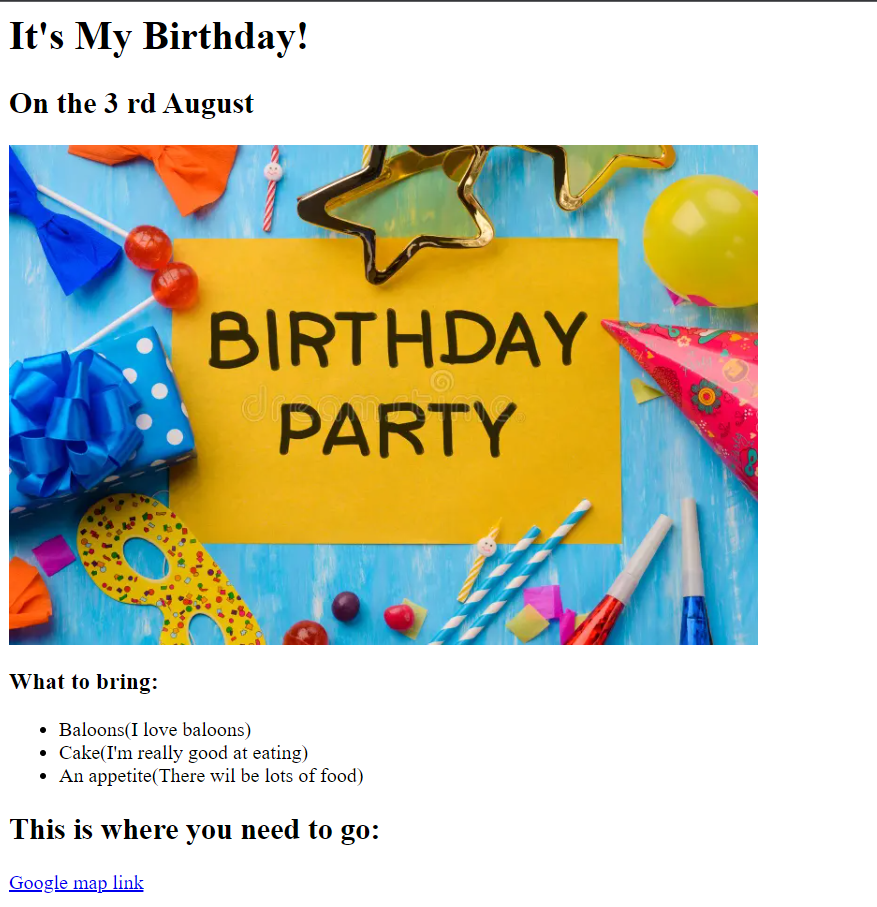 It's My Birthday!
On the 3 rd August
BIRTHDAY
PARTY
dreamstime
What to bring:
Baloons(I love baloons)
Cake(I'm really good at eating)
An appetite(There wil be lots of food)
This is where you need to go:
Google map link